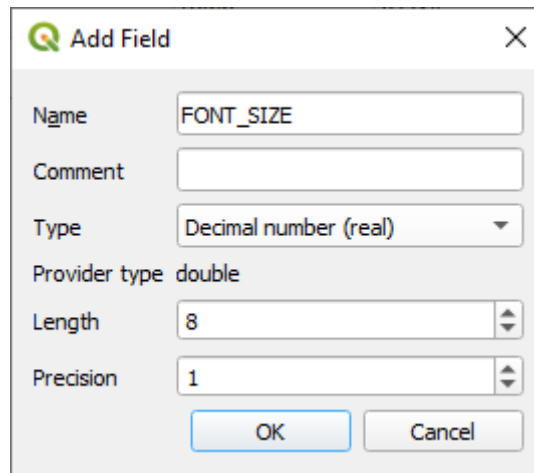 Add Field
Name FONT_SIZE
Comment
Type Decimal number (real)
Provider type double
Length 8
Precision 1
OK Cancel